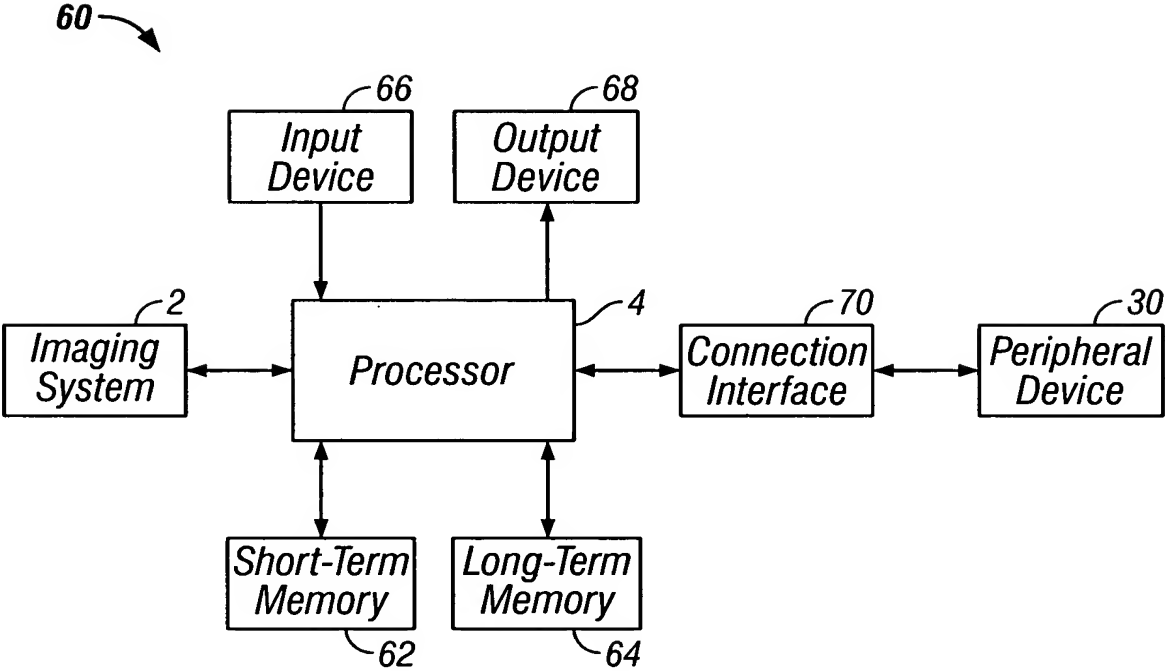 60
66
68
Input
Device
Output
Device
2
4
70
30
Imaging
System
Processor
Connection
Interface
Peripheral
Device
Short-Term
Memory
Long-Term
Memory
62
64